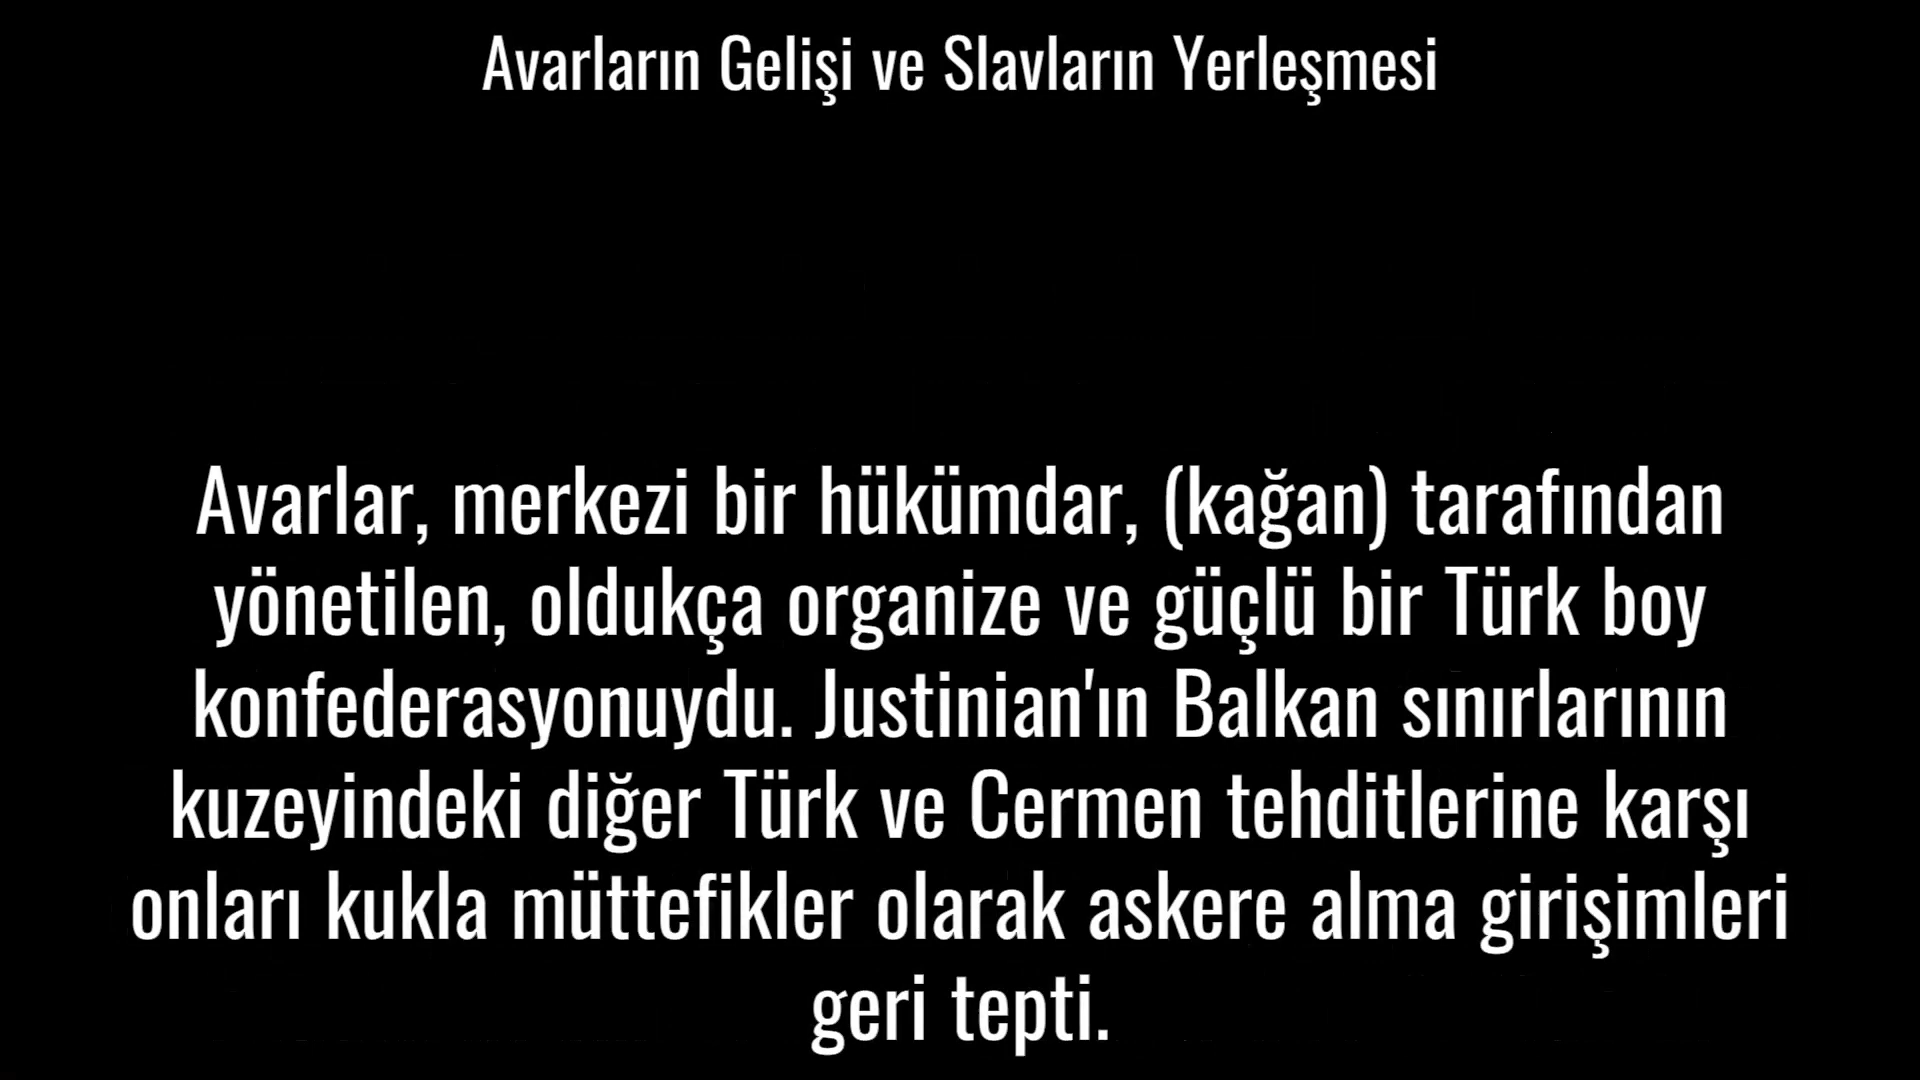 Avarların Gelişi ve Slavların Yerleşmesi
Avarlar, merkezi bir hükümdar, (kağan) tarafından
yönetilen, oldukça organize ve güçlü bir Türk boy
konfederasyonuydu. Justinian'ın Balkan sınırlarının
kuzeyindeki diğer Türk ve Cermen tehditlerine karşı
onları kukla müttefikler olarak askere alma girişimleri
geri tepti.